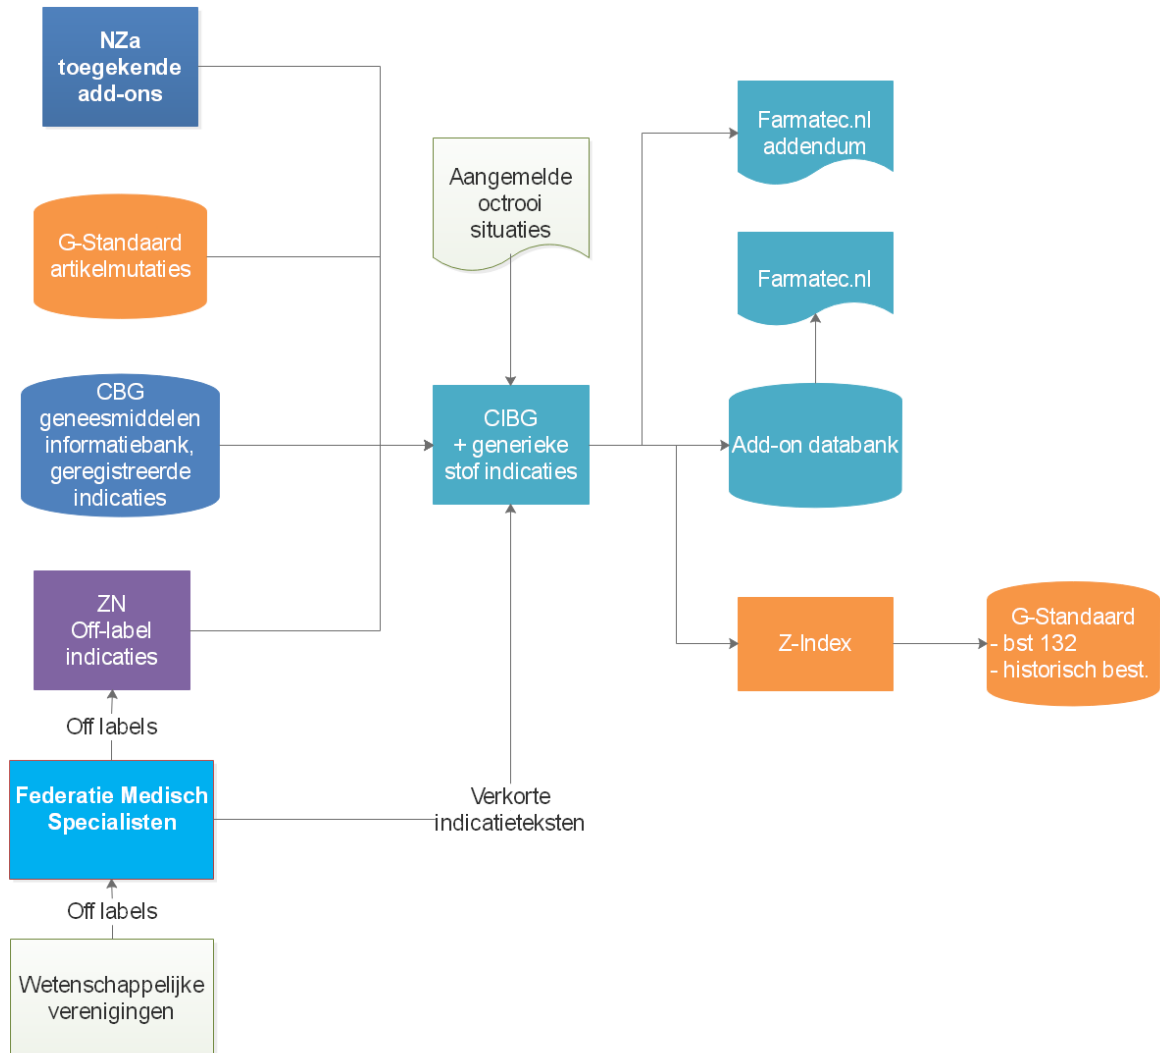 NZa
toegekende
add-ons
G-Standaard
artikelmutaties
CBG
geneesmiddelen
informatiebank,
geregistreerde
indicaties
ZN
Off-label
indicaties
Off labels
Federatie Medisch
Specialisten
Off labels
Wetenschappelijke
verenigingen
Aangemelde
octrooi
situaties
CIBG
+ generieke
stof indicaties
Verkorte
indicatieteksten
Farmatec.nl
addendum
Farmatec.nl
Add-on databank
Z-Index
G-Standaard
- bst 132
- historisch best.